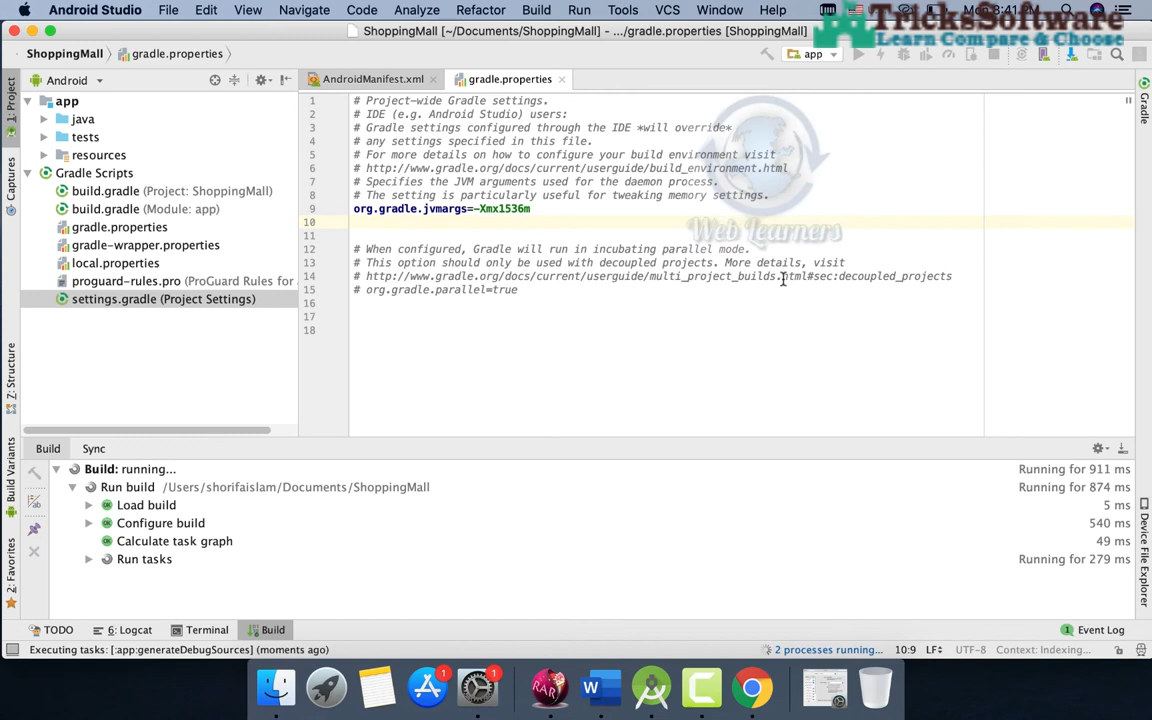 Android Studio File Edit View Navigate Code Analyze Refactor Build Run Tools VCS Window Help Mon 8:41 PM
TricksSoftware
Learn Compare & Choose
ShoppingMall [~/Documents/ShoppingMall] - .../gradle.properties [ShoppingMall]
ShoppingMall gradle.properties app
Android AndroidManifest.xml gradle.properties
1: Project
Captures
Z: Structure
Build Variants
2: Favorites
app
java
tests
resources
Gradle Scripts
build.gradle (Project: ShoppingMall)
build.gradle (Module: app)
gradle.properties
gradle-wrapper.properties
local.properties
proguard-rules.pro (ProGuard Rules for
settings.gradle (Project Settings)
1 # Project-wide Gradle settings.
2 # IDE (e.g. Android Studio) users:
3 # Gradle settings configured through the IDE *will override*
4 # any settings specified in this file.
5 # For more details on how to configure your build environment visit
6 # http://www.gradle.org/docs/current/userguide/build_environment.html
7 # Specifies the JVM arguments used for the daemon process.
8 # The setting is particularly useful for tweaking memory settings.
9 org.gradle.jvmargs=-Xmx1536m
10
11
12 # When configured, Gradle will run in incubating parallel mode.
13 # This option should only be used with decoupled projects. More details, visit
14 # http://www.gradle.org/docs/current/userguide/multi_project_builds.html#sec:decoupled_projects
15 # org.gradle.parallel=true
16
17
18
Web Learners
Gradle
Device File Explorer
Build Sync
Build: running... Running for 911 ms
Run build /Users/shorifaislam/Documents/ShoppingMall Running for 874 ms
Load build 5 ms
Configure build 540 ms
Calculate task graph 49 ms
Run tasks Running for 279 ms
TODO 6: Logcat Terminal Build 1 Event Log
Executing tasks: [:app:generateDebugSources] (moments ago) 2 processes running... 10:9 LF UTF-8 Context: Indexing...
1 1
RAR W C